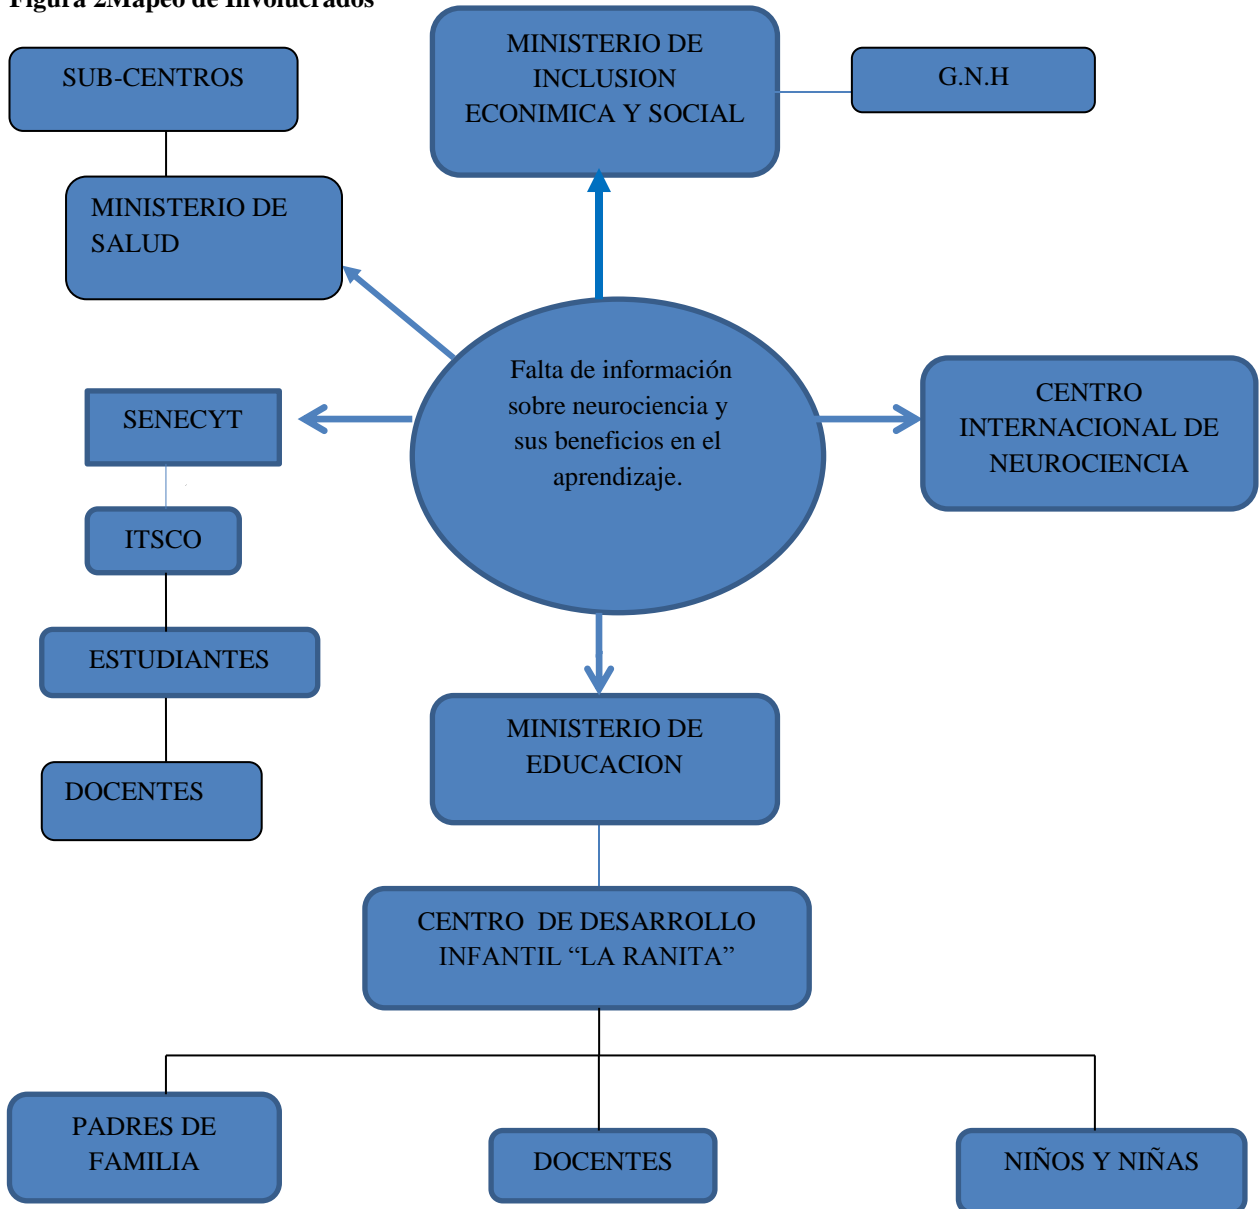 Figura 2Mapeo de Involucrados
MINISTERIO DE
INCLUSION
ECONIMICA Y SOCIAL
SUB-CENTROS
G.N.H
MINISTERIO DE
SALUD
Falta de información
sobre neurociencia y
sus beneficios en el
aprendizaje.
CENTRO
INTERNACIONAL DE
NEUROCIENCIA
SENECYT
ITSCO
ESTUDIANTES
DOCENTES
MINISTERIO DE
EDUCACION
CENTRO DE DESARROLLO
INFANTIL “LA RANITA”
PADRES DE
FAMILIA
DOCENTES
NIÑOS Y NIÑAS